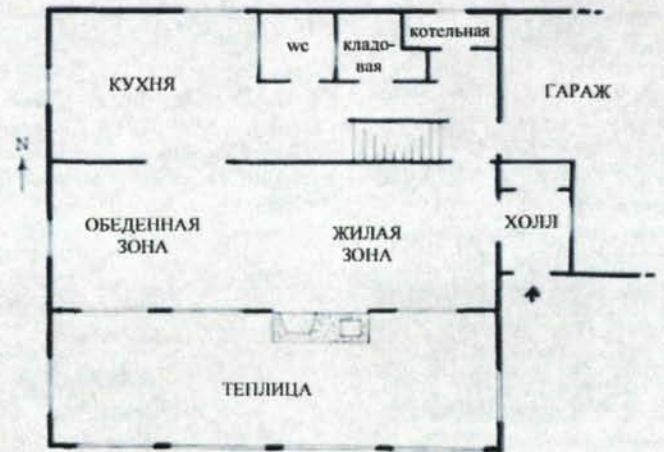 котельная
wc
кладо-
вая
КУХНЯ
ГАРАЖ
N
ОБЕДЕННАЯ
ЗОНА
ЖИЛАЯ
ЗОНА
ХОЛЛ
ТЕПЛИЦА